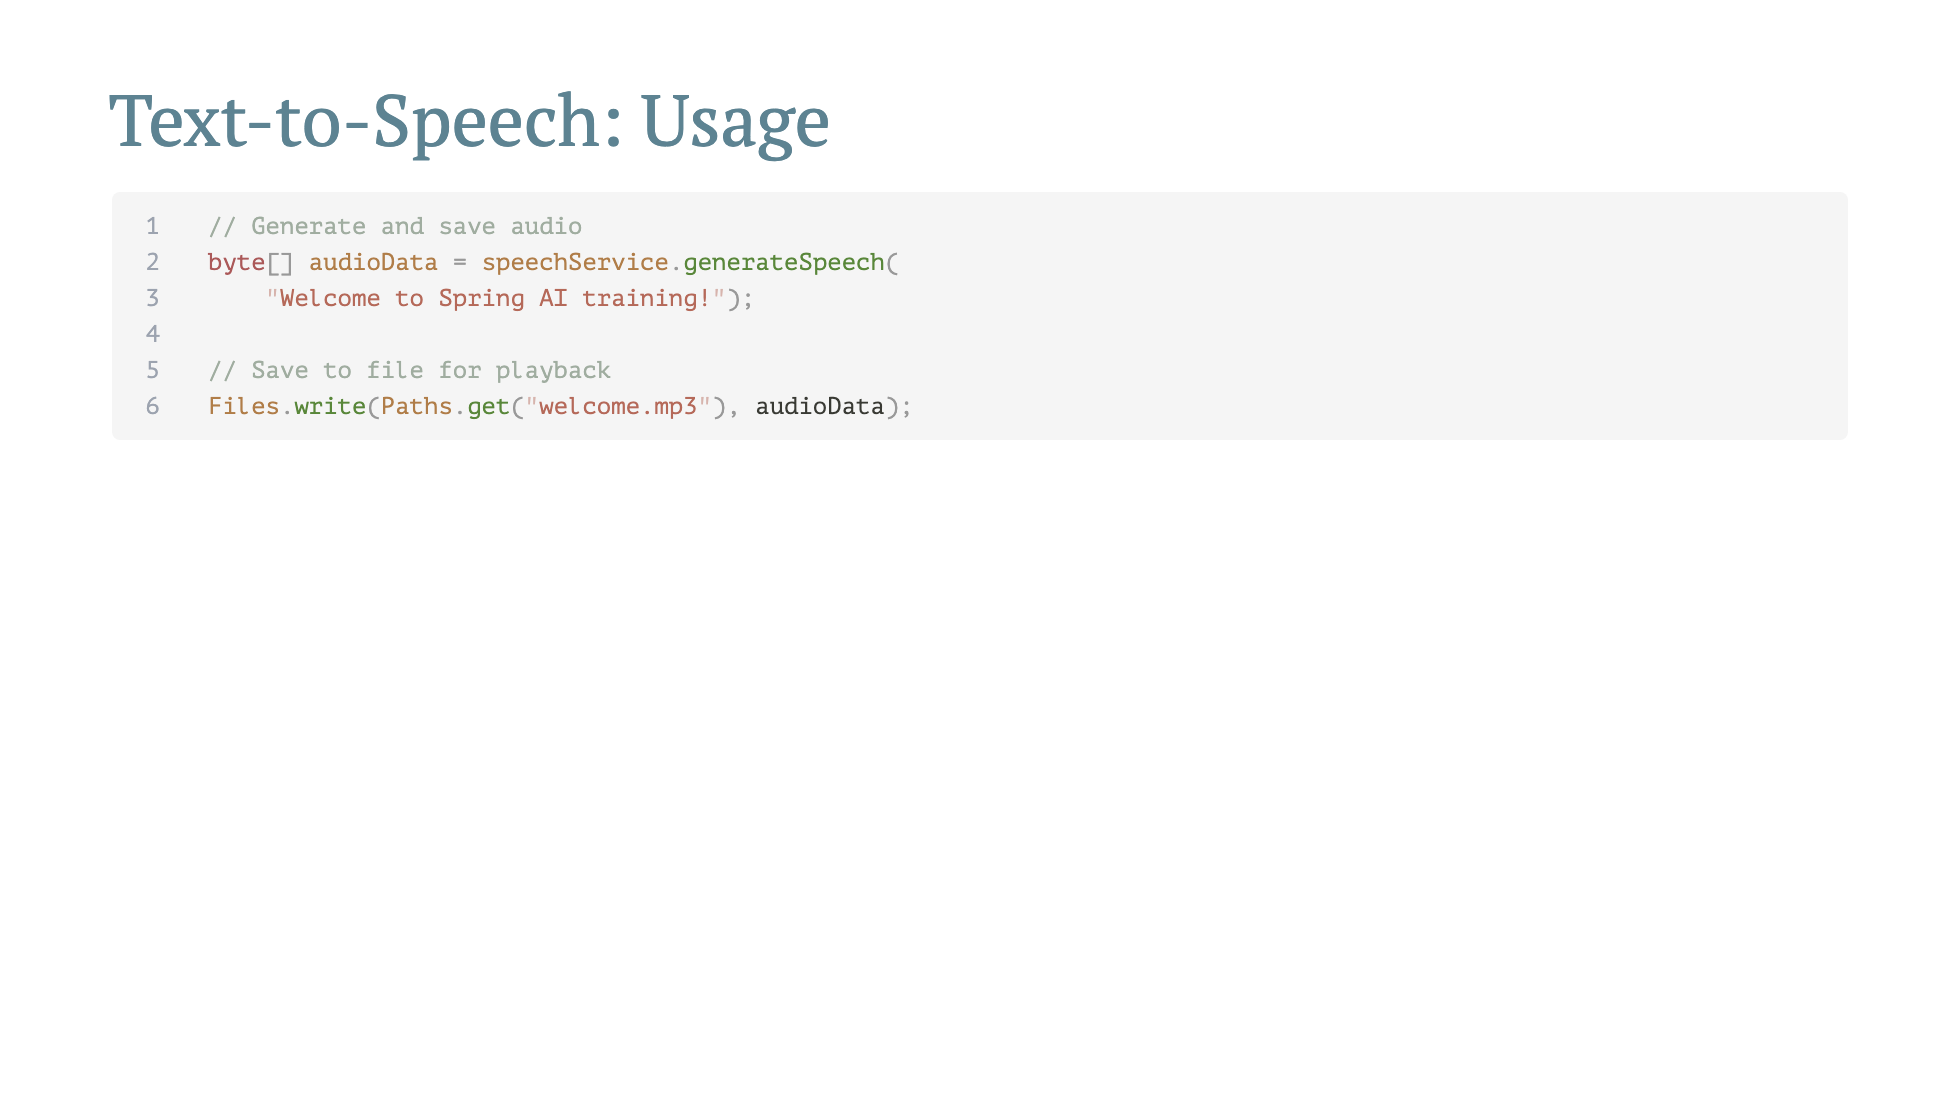 Text-to-Speech: Usage
1 // Generate and save audio
2 byte[] audioData = speechService.generateSpeech(
3     "Welcome to Spring AI training!");
4
5 // Save to file for playback
6 Files.write(Paths.get("welcome.mp3"), audioData);